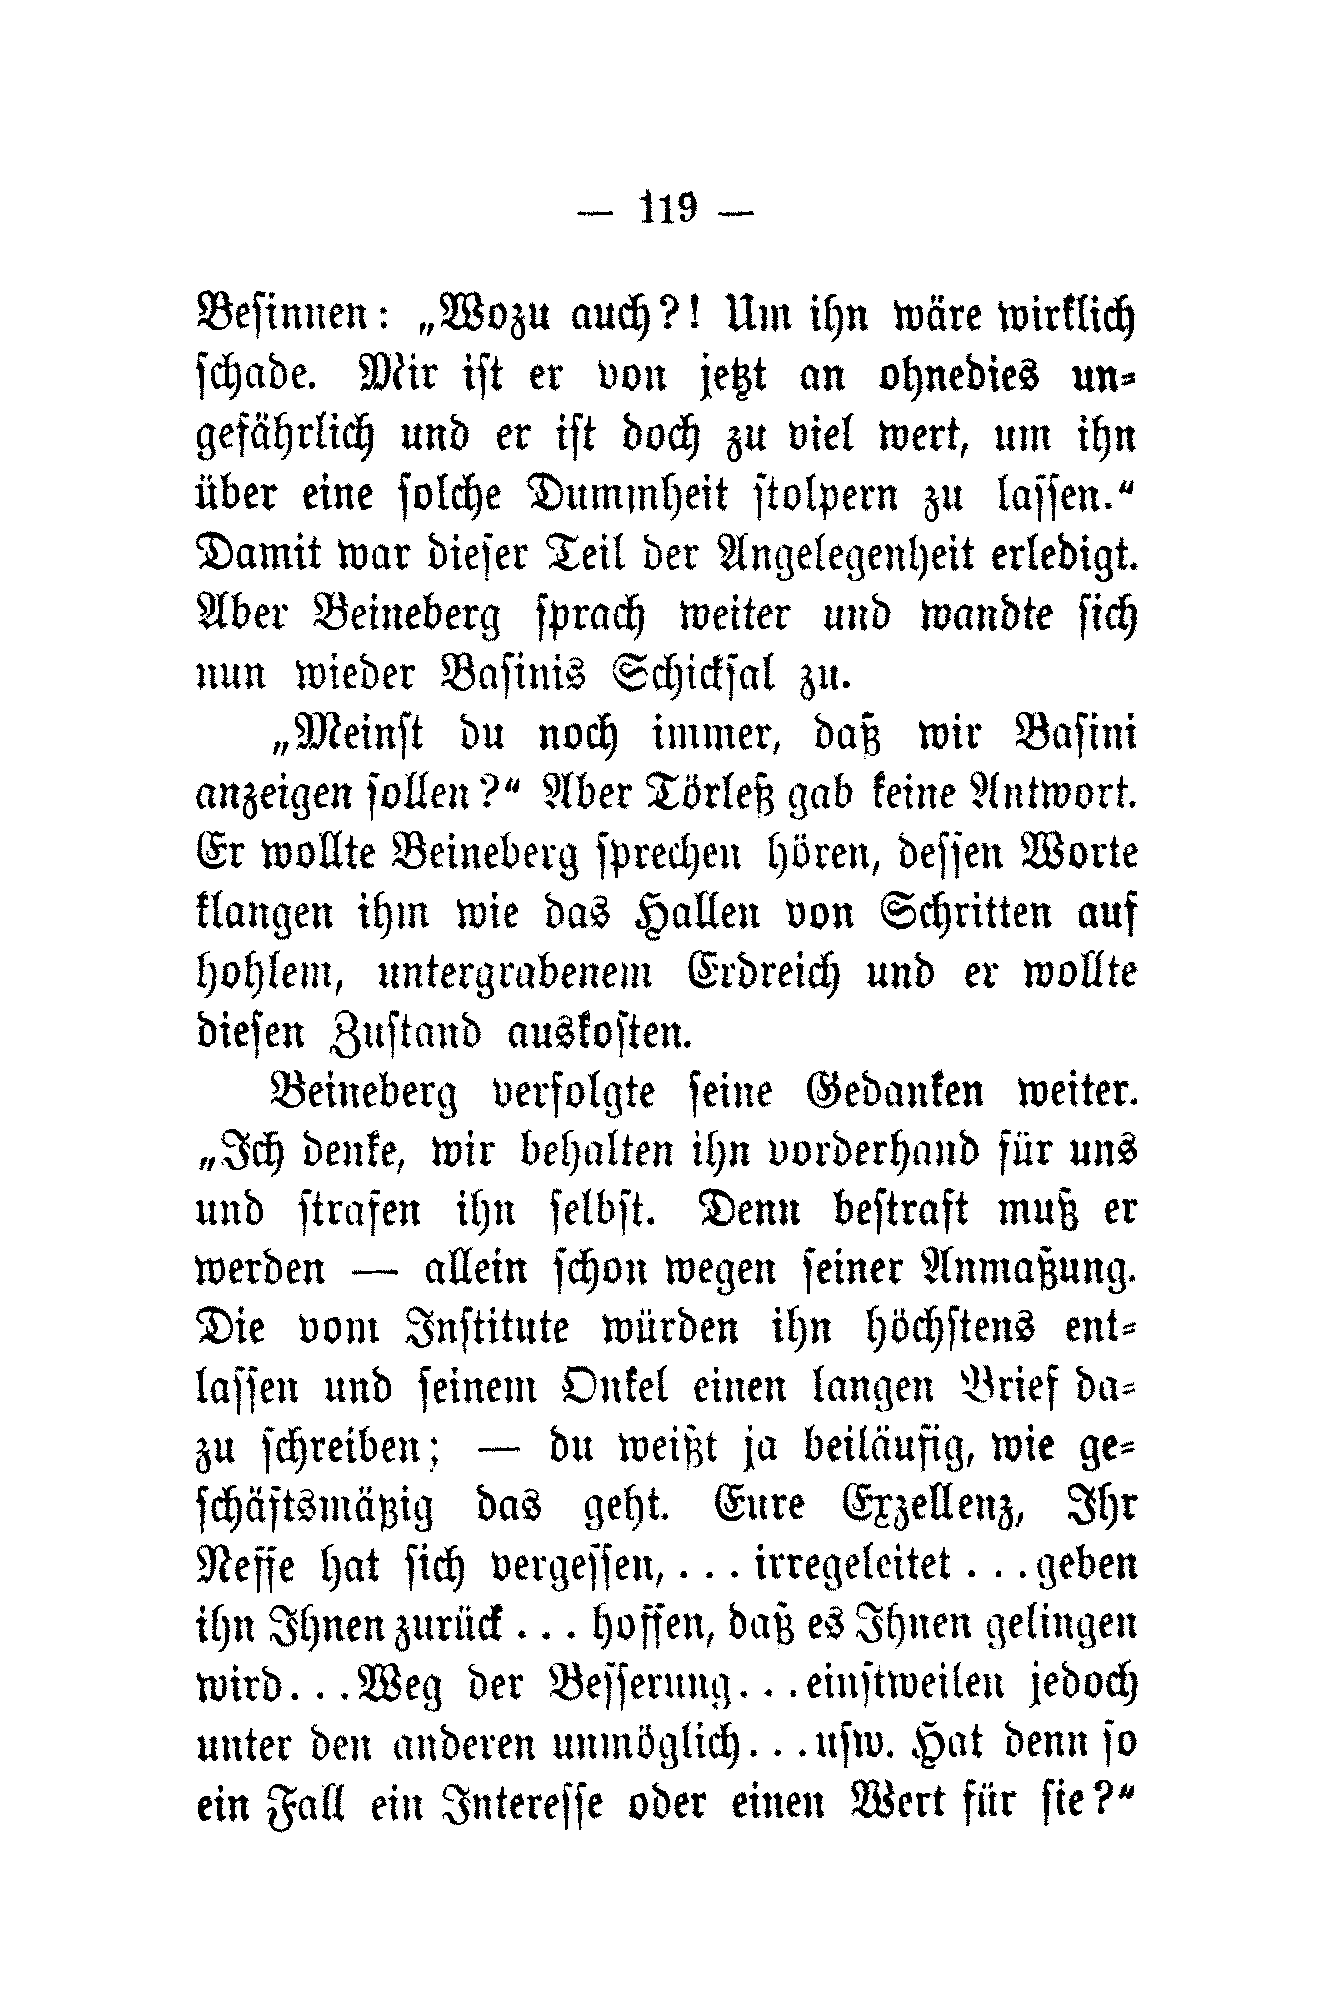 — 119 —
Besinnen: „Wozu auch?! Um ihn wäre wirklich
schade. Mir ist er von jetzt an ohnedies un-
gefährlich und er ist doch zu viel wert, um ihn
über eine solche Dummheit stolpern zu lassen.“
Damit war dieser Teil der Angelegenheit erledigt.
Aber Beineberg sprach weiter und wandte sich
nun wieder Basinis Schicksal zu.
„Meinst du noch immer, daß wir Basini
anzeigen sollen?“ Aber Törleß gab keine Antwort.
Er wollte Beineberg sprechen hören, dessen Worte
klangen ihm wie das Hallen von Schritten auf
hohlem, untergrabenem Erdreich und er wollte
diesen Zustand auskosten.
Beineberg verfolgte seine Gedanken weiter.
„Ich denke, wir behalten ihn vorderhand für uns
und strafen ihn selbst. Denn bestraft muß er
werden — allein schon wegen seiner Anmaßung.
Die vom Institute würden ihn höchstens ent-
lassen und seinem Onkel einen langen Brief da-
zu schreiben; — du weißt ja beiläufig, wie ge-
schäftsmäßig das geht. Eure Exzellenz, Ihr
Neffe hat sich vergessen, ... irregeleitet ... geben
ihn Ihnen zurück ... hoffen, daß es Ihnen gelingen
wird ... Weg der Besserung ... einstweilen jedoch
unter den anderen unmöglich ... usw. Hat denn so
ein Fall ein Interesse oder einen Wert für sie?“